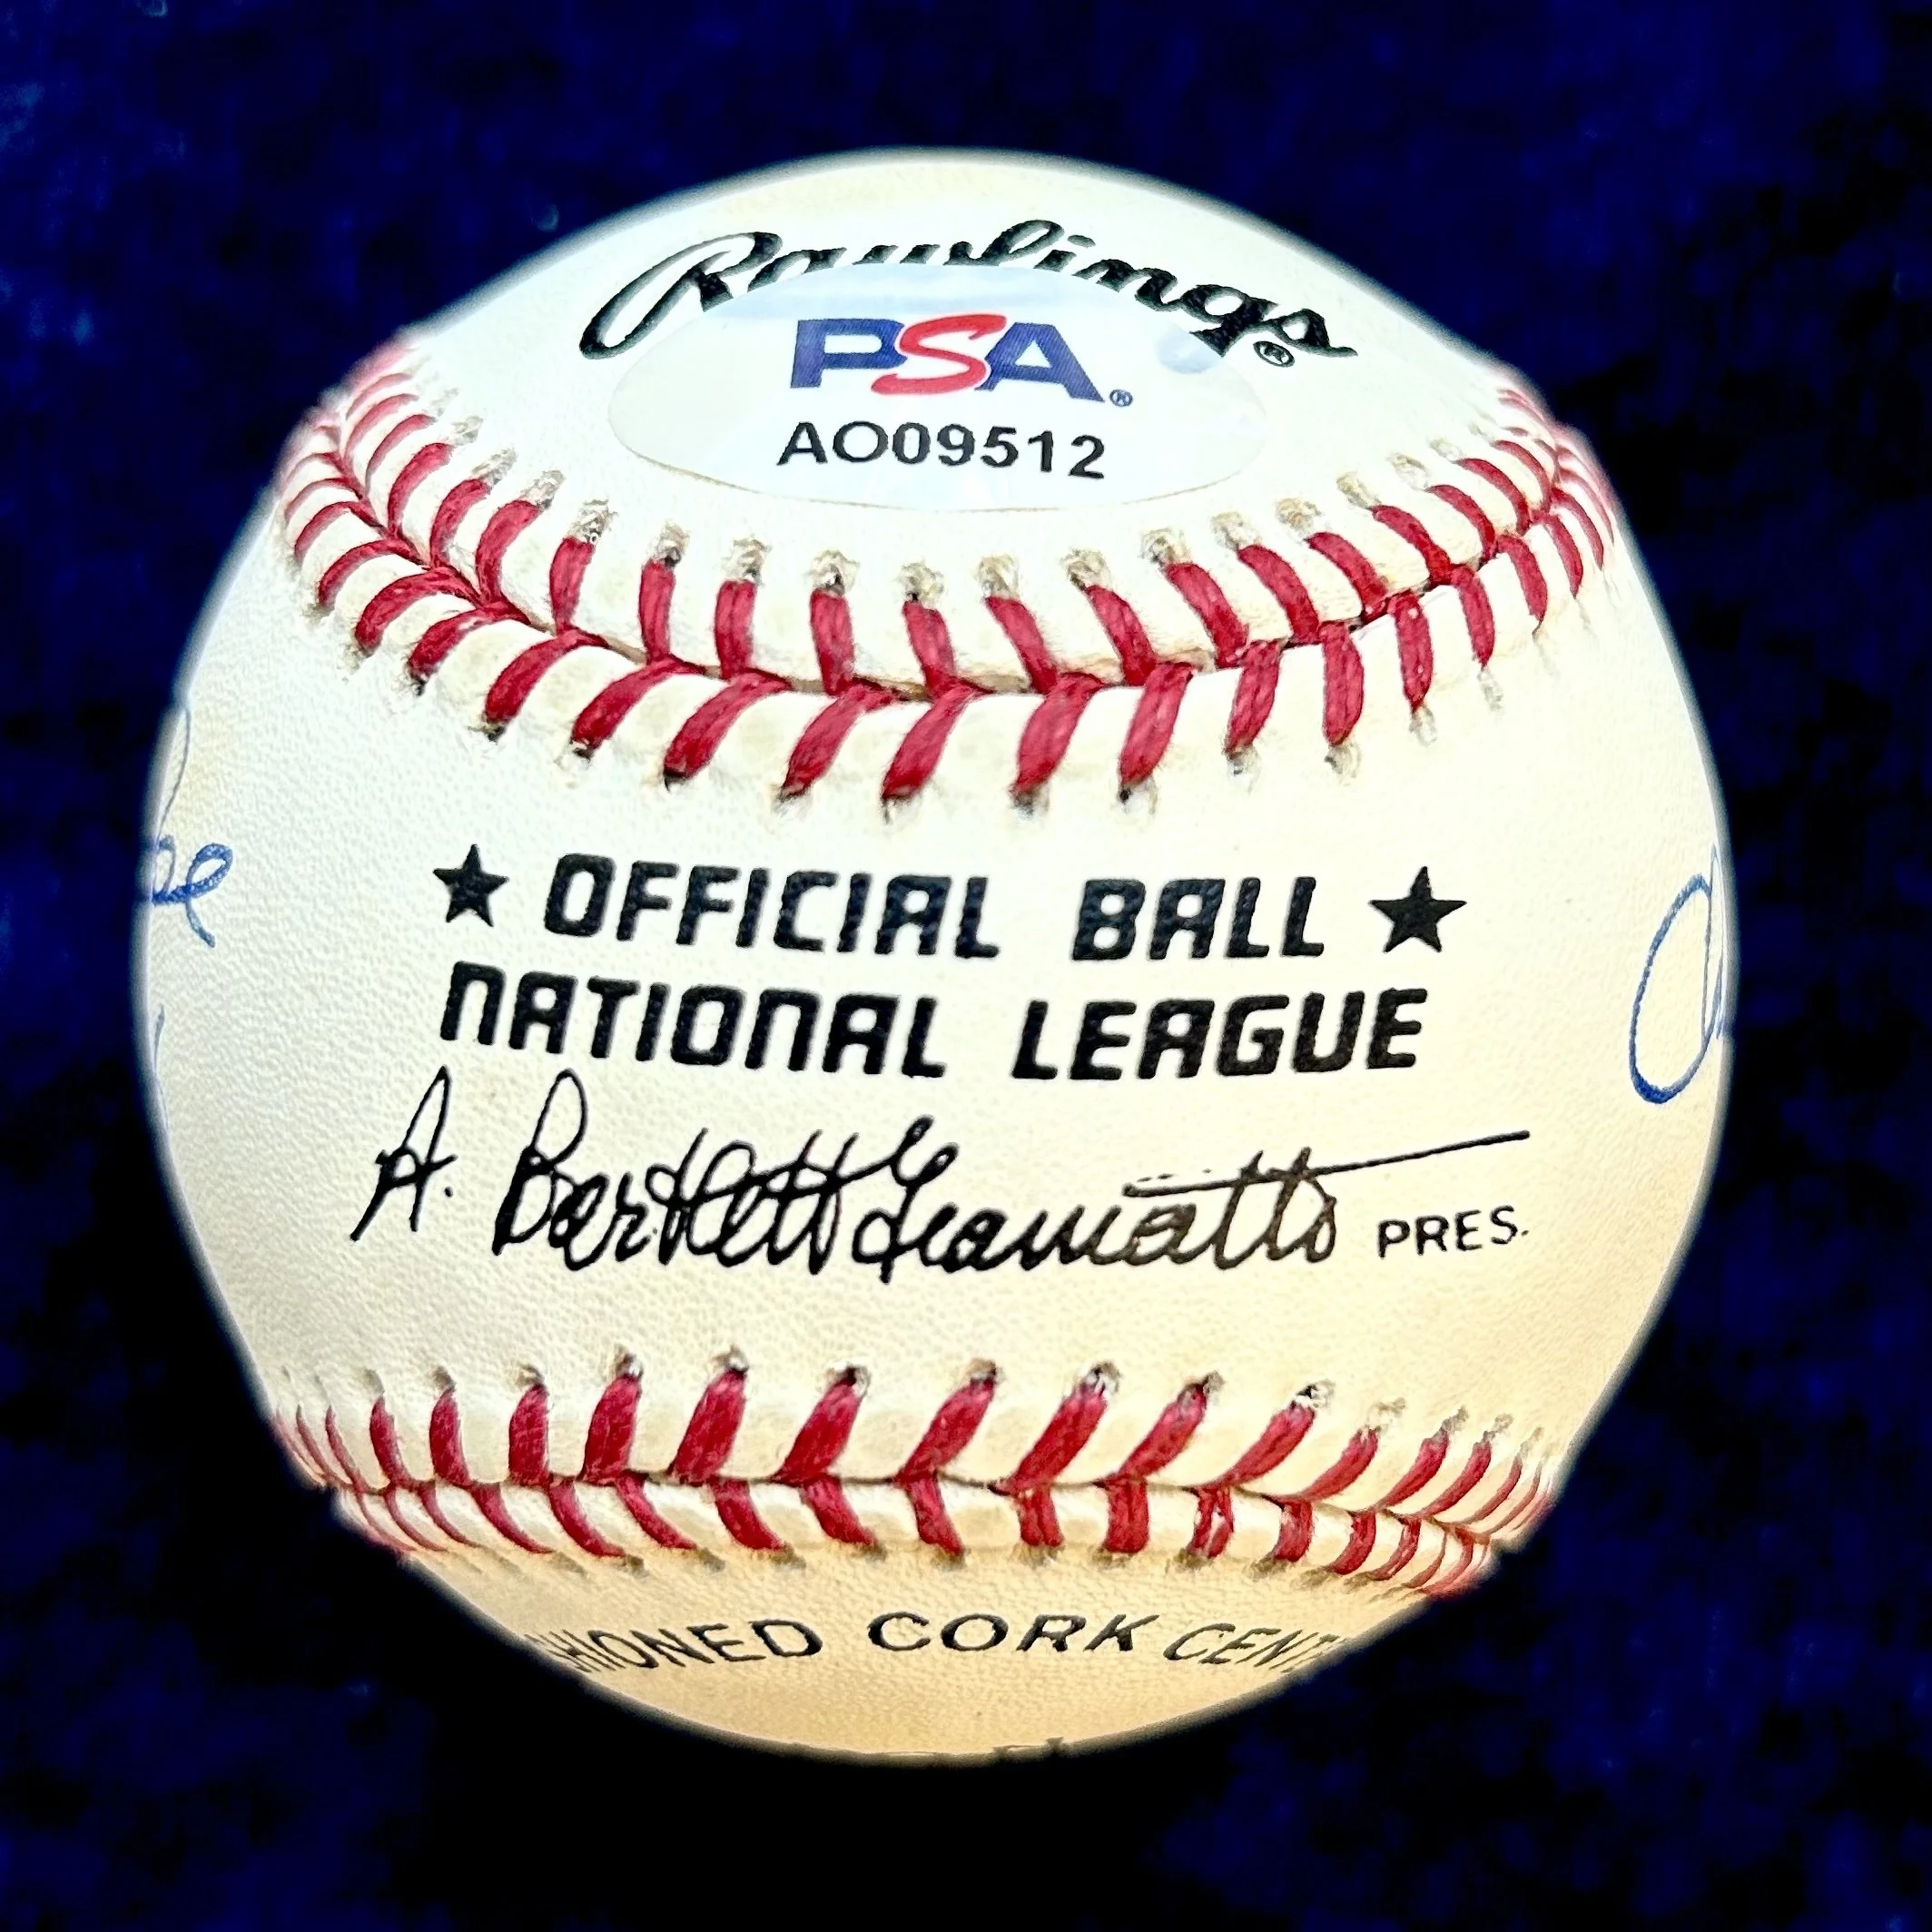 Rawlings®
PSA®
AO09512
★ OFFICIAL BALL ★
NATIONAL LEAGUE
A. Bartlett Giamatti PRES.
CORK